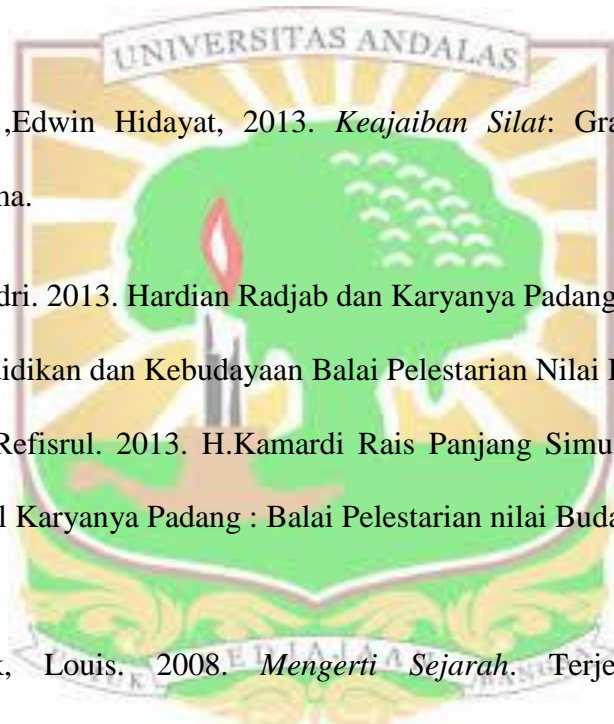 UNIVERSITAS ANDALAS
,Edwin Hidayat, 2013. Keajaiban Silat: Gra
na.
dri. 2013. Hardian Radjab dan Karyanya Padang
idikan dan Kebudayaan Balai Pelestarian Nilai
Refisrul. 2013. H.Kamardi Rais Panjang Simu
l Karyanya Padang : Balai Pelestarian nilai Buda
k, Louis. 2008. Mengerti Sejarah. Terje